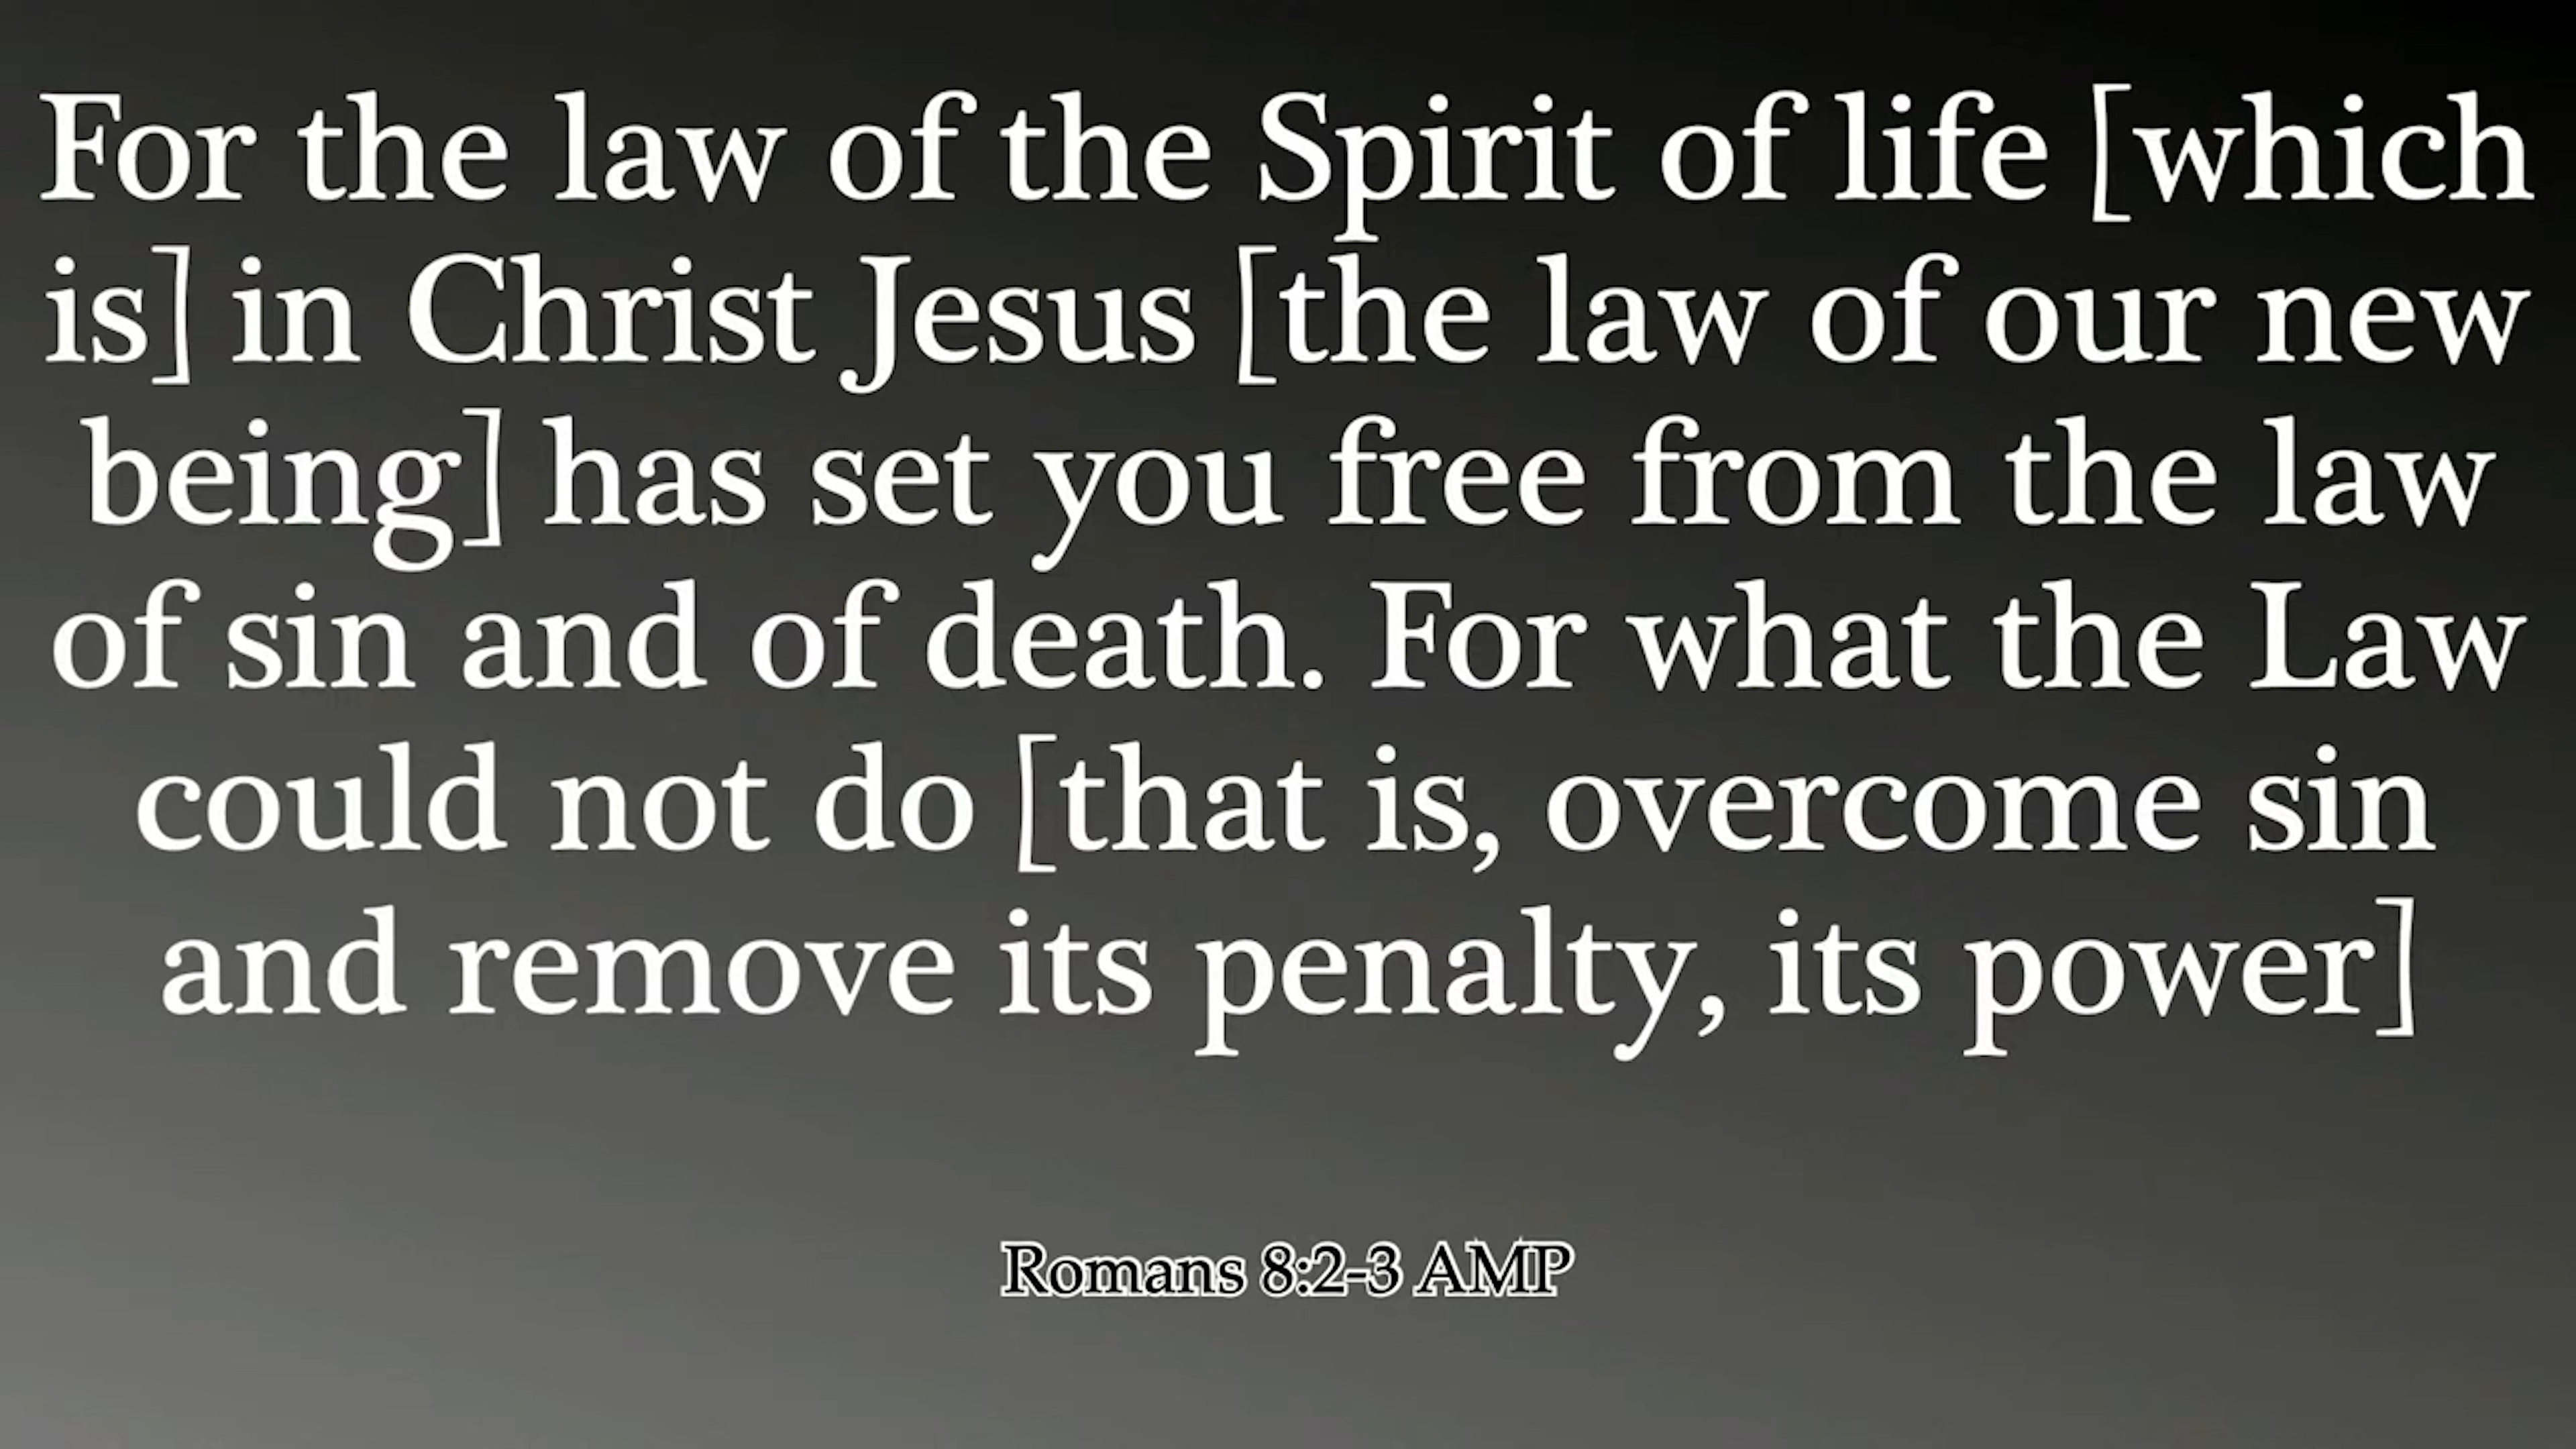 For the law of the Spirit of life [which
is] in Christ Jesus [the law of our new
being] has set you free from the law
of sin and of death. For what the Law
could not do [that is, overcome sin
and remove its penalty, its power]
Romans 8:2-3 AMP